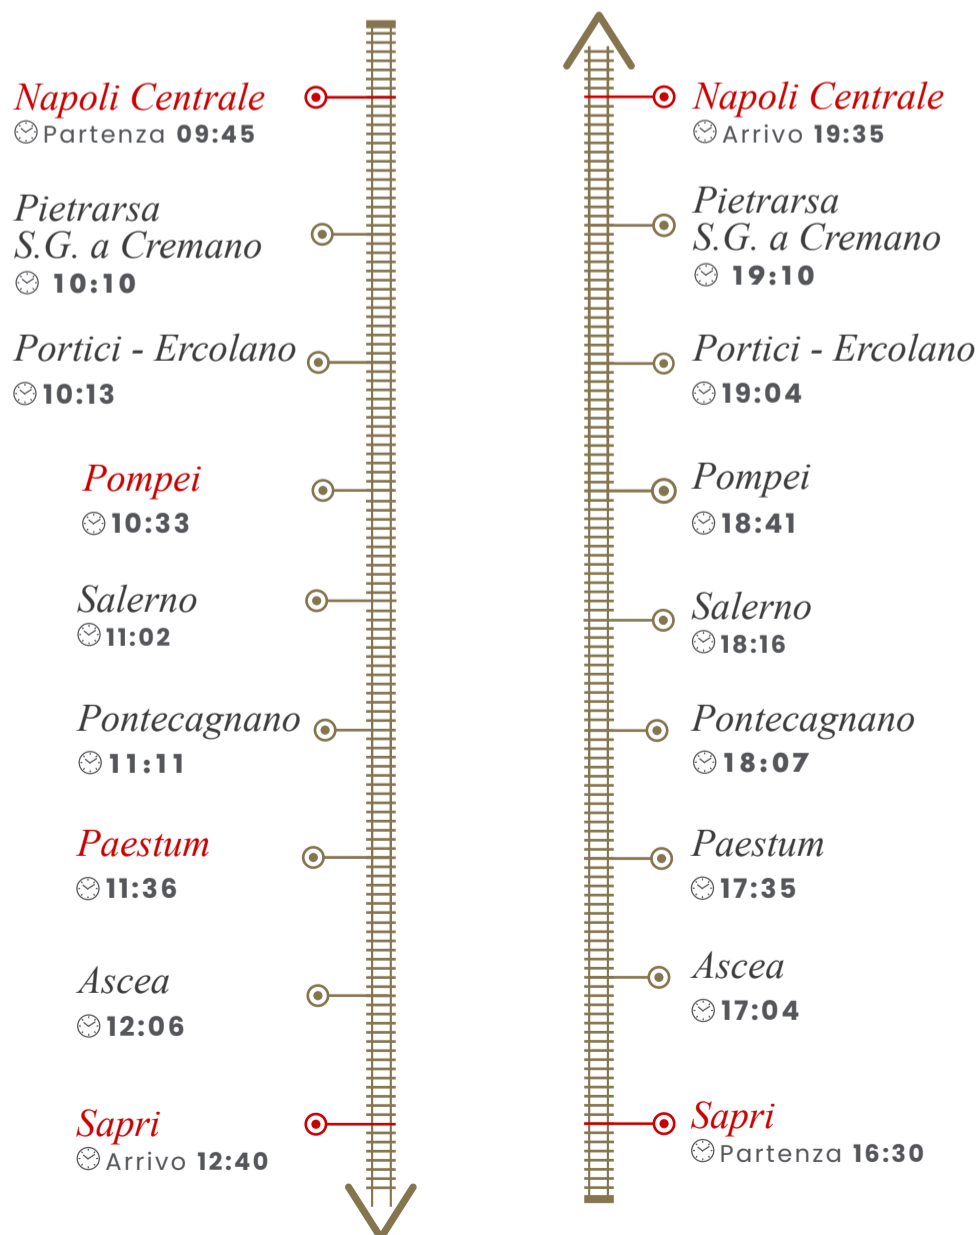 Napoli Centrale
Partenza 09:45
Pietrarsa
S.G. a Cremano
10:10
Portici - Ercolano
10:13
Pompei
10:33
Salerno
11:02
Pontecagnano
11:11
Paestum
11:36
Ascea
12:06
Sapri
Arrivo 12:40
Napoli Centrale
Arrivo 19:35
Pietrarsa
S.G. a Cremano
19:10
Portici - Ercolano
19:04
Pompei
18:41
Salerno
18:16
Pontecagnano
18:07
Paestum
17:35
Ascea
17:04
Sapri
Partenza 16:30